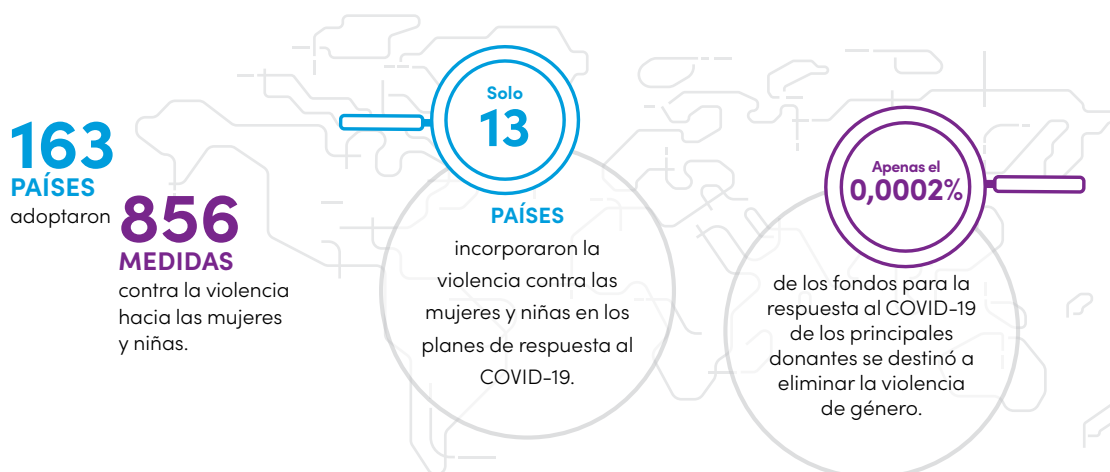 163
PAÍSES
adoptaron
856
MEDIDAS
contra la violencia
hacia las mujeres
y niñas.
Solo
13
PAÍSES
incorporaron la
violencia contra las
mujeres y niñas en los
planes de respuesta al
COVID-19.
Apenas el
0,0002%
de los fondos para la
respuesta al COVID-19
de los principales
donantes se destinó a
eliminar la violencia
de género.